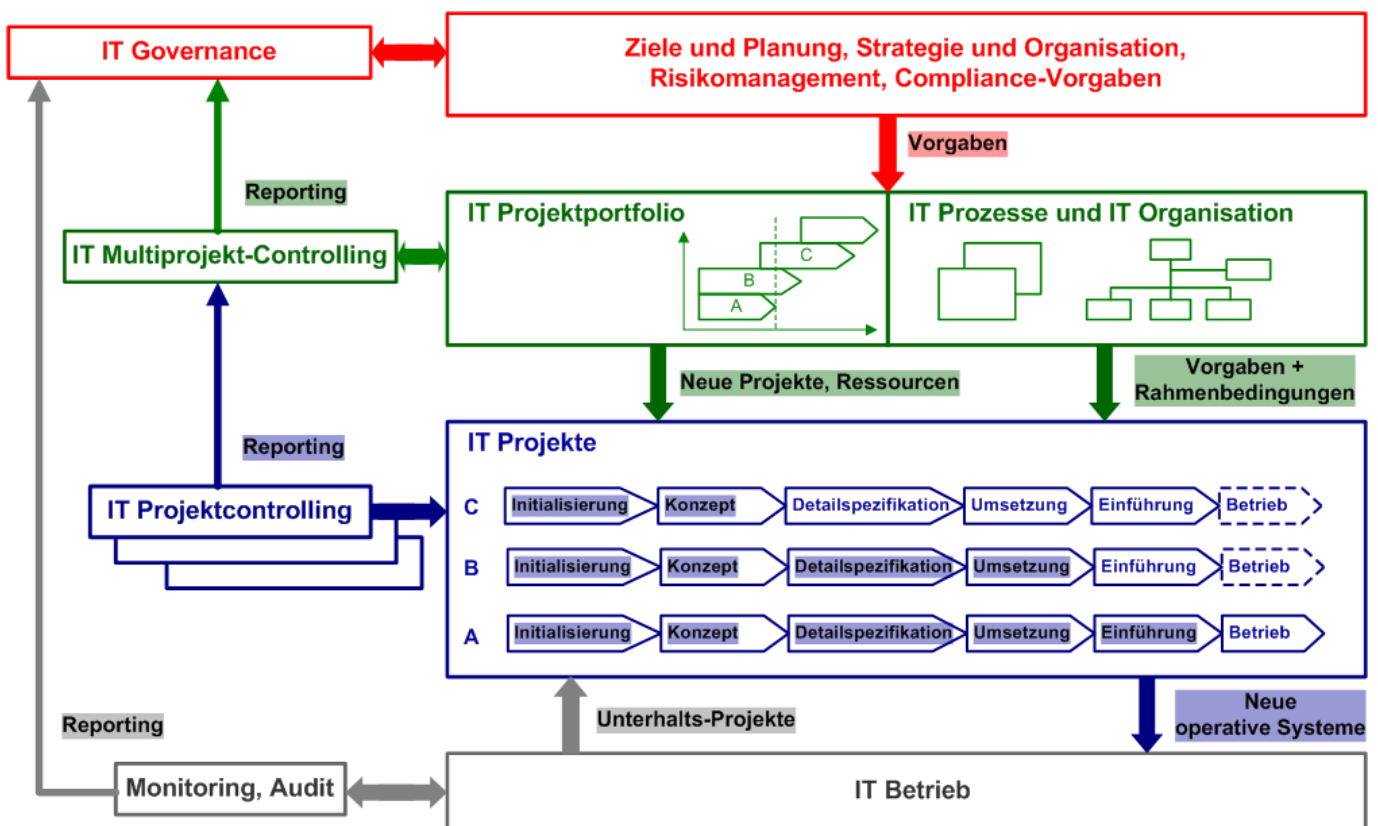 IT Governance
Ziele und Planung, Strategie und Organisation,
Risikomanagement, Compliance-Vorgaben
Vorgaben
Reporting
IT Multiprojekt-Controlling
IT Projektportfolio
C
B
A
IT Prozesse und IT Organisation
Neue Projekte, Ressourcen
Vorgaben +
Rahmenbedingungen
Reporting
IT Projektcontrolling
IT Projekte
C Initialisierung Konzept Detailspezifikation Umsetzung Einführung Betrieb
B Initialisierung Konzept Detailspezifikation Umsetzung Einführung Betrieb
A Initialisierung Konzept Detailspezifikation Umsetzung Einführung Betrieb
Reporting
Unterhalts-Projekte
Neue
operative Systeme
Monitoring, Audit
IT Betrieb